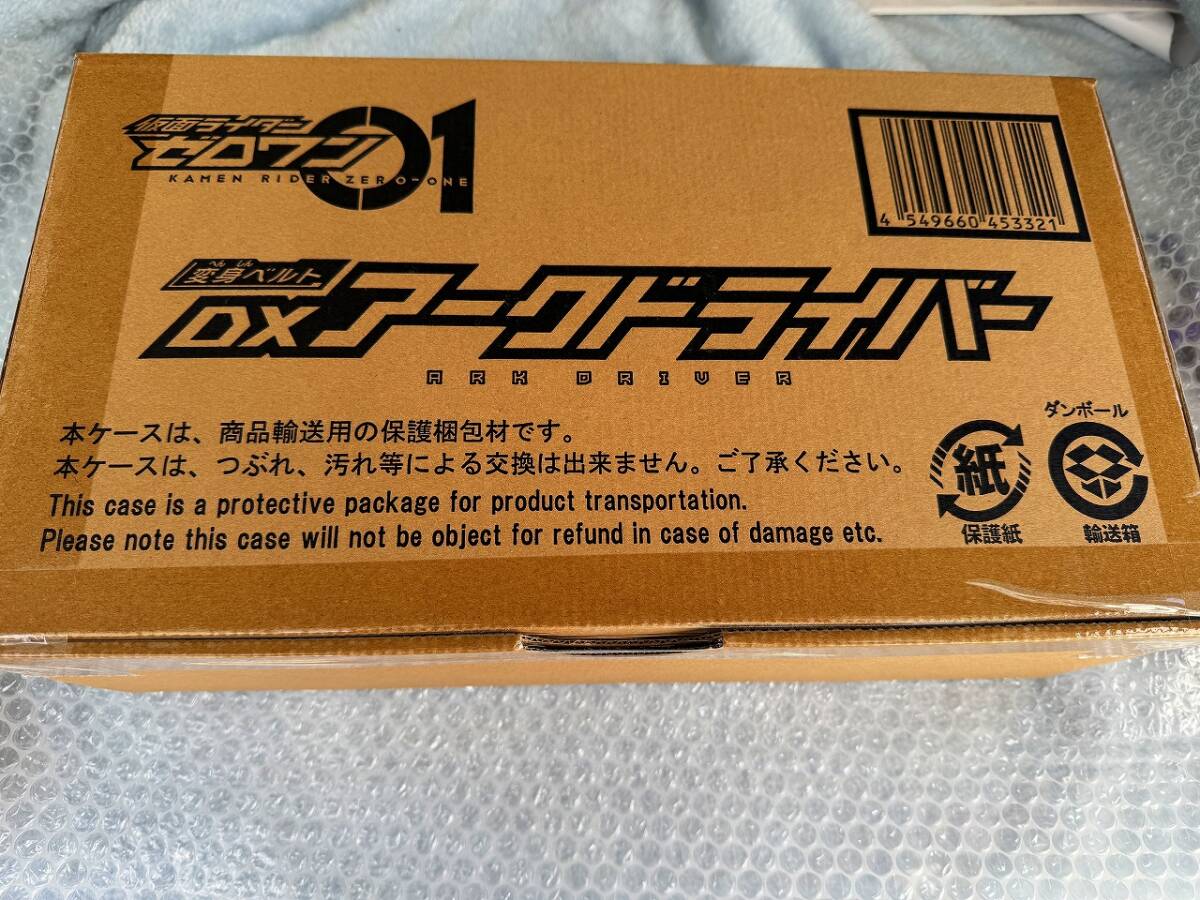 仮面ライダー
ゼロワン 01
KAMEN RIDER ZERO-ONE
4 549660 453321
へん しん
変身ベルト
DXアークドライバー
ARK DRIVER
本ケースは、商品輸送用の保護梱包材です。
本ケースは、つぶれ、汚れ等による交換は出来ません。ご了承ください。
This case is a protective package for product transportation.
Please note this case will not be object for refund in case of damage etc.
紙
保護紙
ダンボール
輸送箱